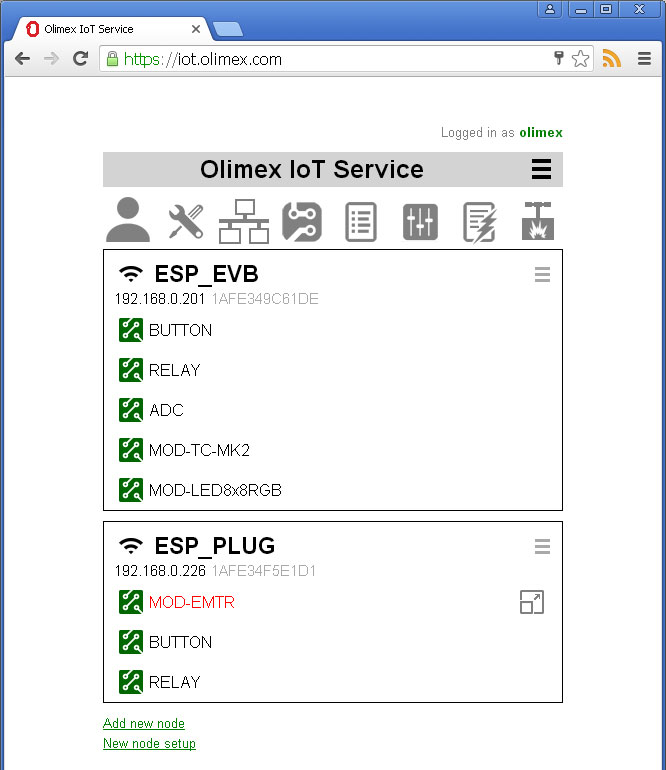 Olimex IoT Service
https://iot.olimex.com
Logged in as olimex
Olimex IoT Service
ESP_EVB
192.168.0.201 1AFE349C61DE
BUTTON
RELAY
ADC
MOD-TC-MK2
MOD-LED8x8RGB
ESP_PLUG
192.168.0.226 1AFE34F5E1D1
MOD-EMTR
BUTTON
RELAY
Add new node
New node setup